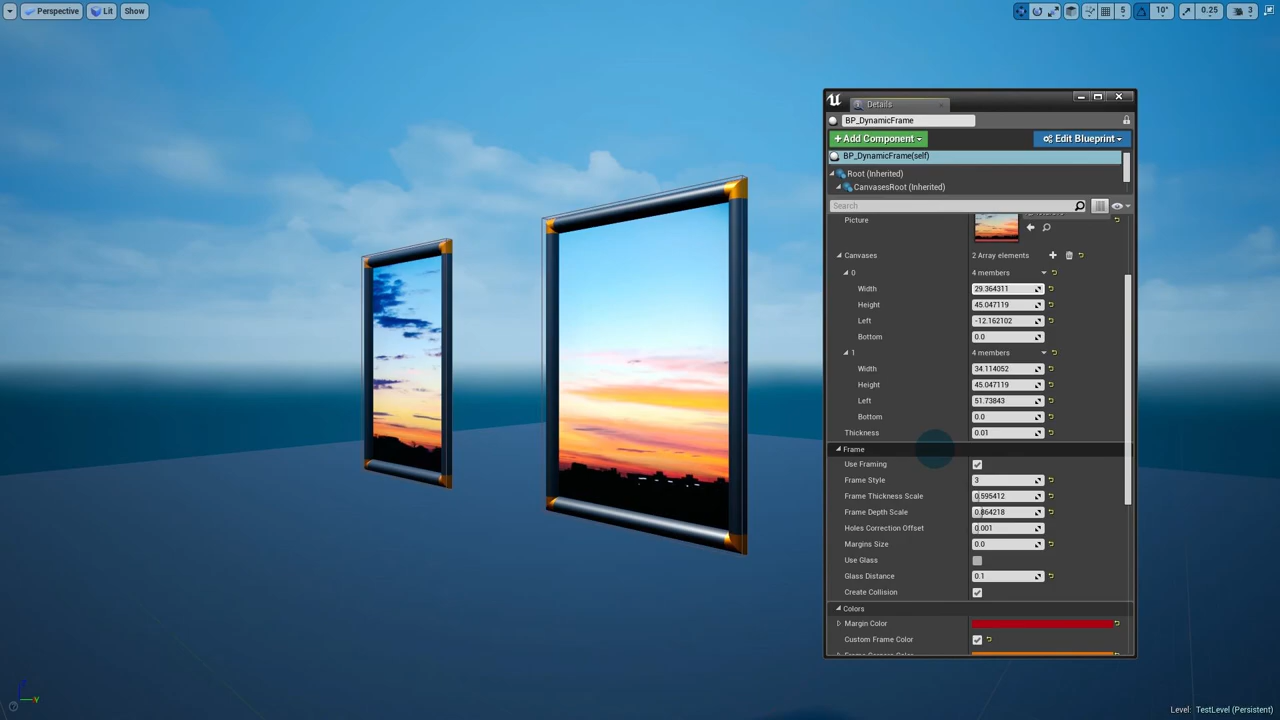 Perspective Lit Show 5 10° 0.25 3
Details
BP_DynamicFrame
+Add Component Edit Blueprint
BP_DynamicFrame(self)
Root (Inherited)
CanvasesRoot (Inherited)
Search
Picture
Canvases 2 Array elements
0 4 members
Width 29.364311
Height 45.047119
Left -12.162102
Bottom 0.0
1 4 members
Width 34.114052
Height 45.047119
Left 51.73843
Bottom 0.0
Thickness 0.01
Frame
Use Framing
Frame Style 3
Frame Thickness Scale 0.595412
Frame Depth Scale 0.864218
Holes Correction Offset 0.001
Margins Size 0.0
Use Glass
Glass Distance 0.1
Create Collision
Colors
Margin Color
Custom Frame Color
Level: TestLevel (Persistent)